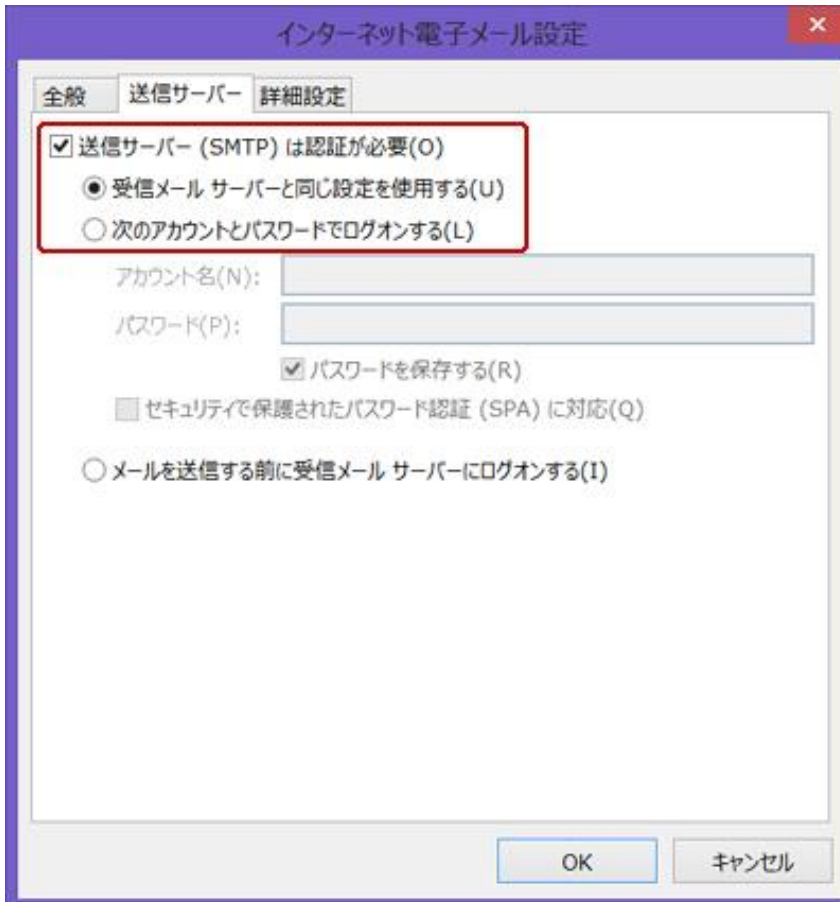 インターネット電子メール設定
全般 送信サーバー 詳細設定
送信サーバー (SMTP) は認証が必要(O)
受信メール サーバーと同じ設定を使用する(U)
次のアカウントとパスワードでログオンする(L)
アカウント名(N):
パスワード(P):
パスワードを保存する(R)
セキュリティで保護されたパスワード認証 (SPA) に対応(Q)
メールを送信する前に受信メール サーバーにログオンする(I)
OK キャンセル